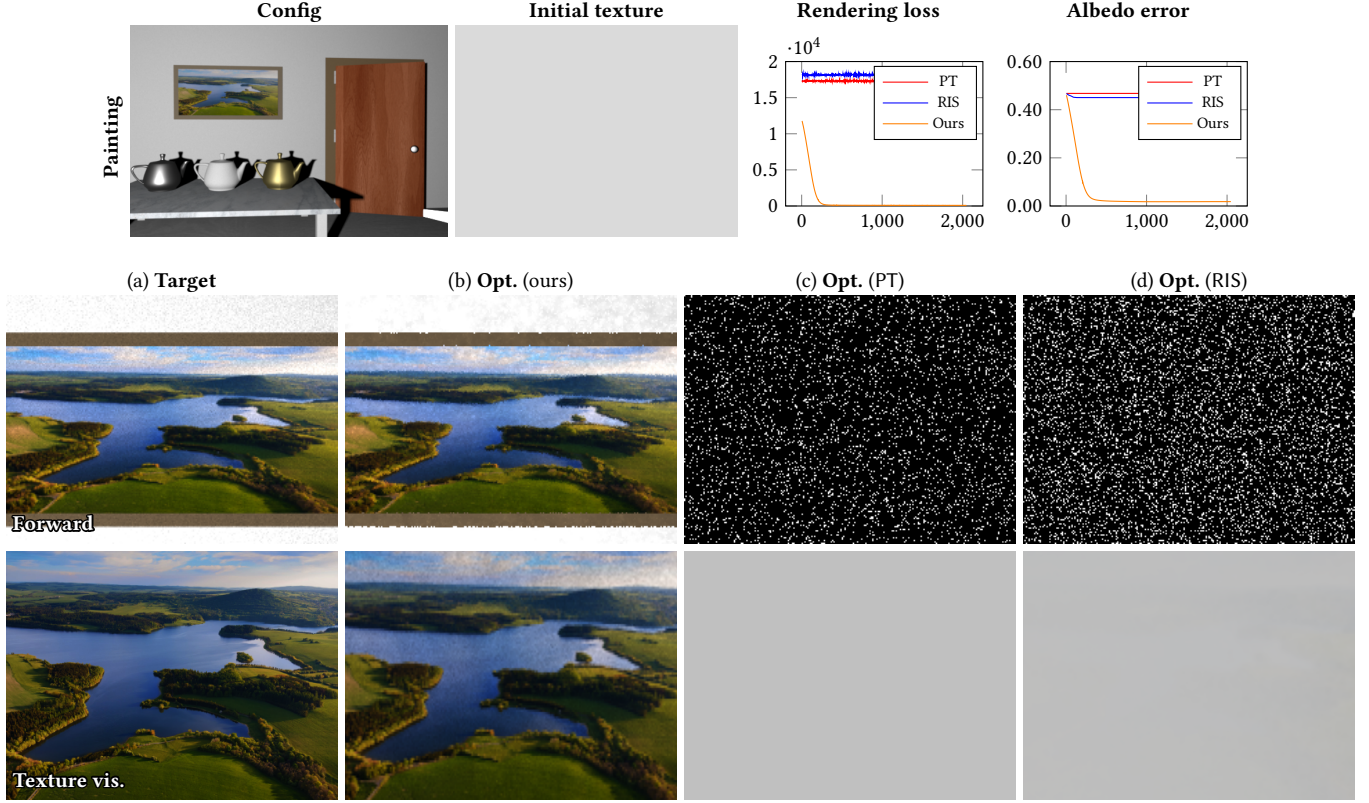 Config
Initial texture
Rendering loss
Albedo error
Painting
·10⁴
2
1.5
1
0.5
0
0
1,000
2,000
PT
RIS
Ours
0.60
0.40
0.20
0.00
0
1,000
2,000
PT
RIS
Ours
(a) Target
(b) Opt. (ours)
(c) Opt. (PT)
(d) Opt. (RIS)
Forward
Texture vis.